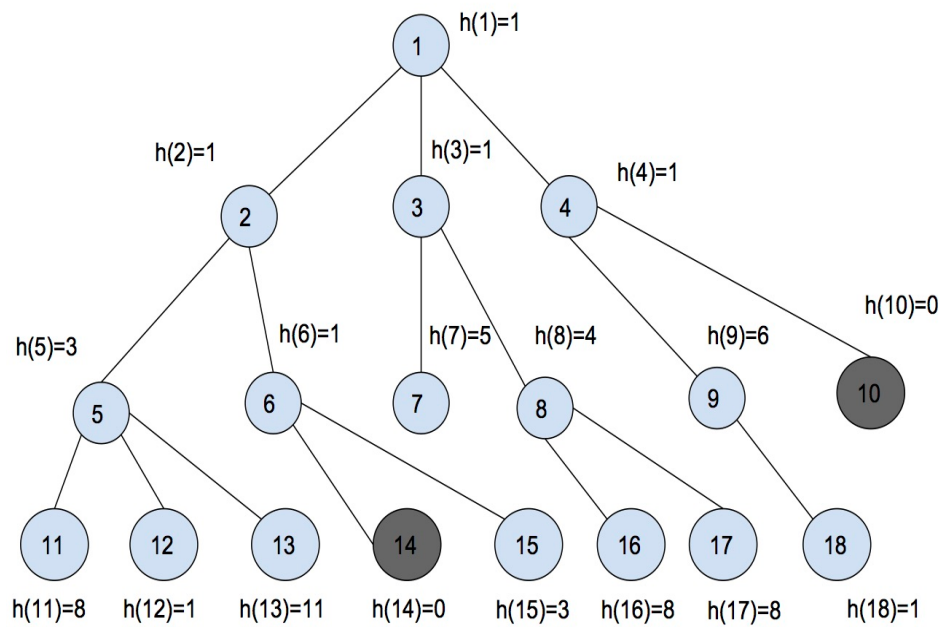 h(1)=1
1
h(2)=1
h(3)=1
h(4)=1
2
3
4
h(5)=3
h(6)=1
h(7)=5
h(8)=4
h(9)=6
h(10)=0
5
6
7
8
9
10
11
12
13
14
15
16
17
18
h(11)=8
h(12)=1
h(13)=11
h(14)=0
h(15)=3
h(16)=8
h(17)=8
h(18)=1